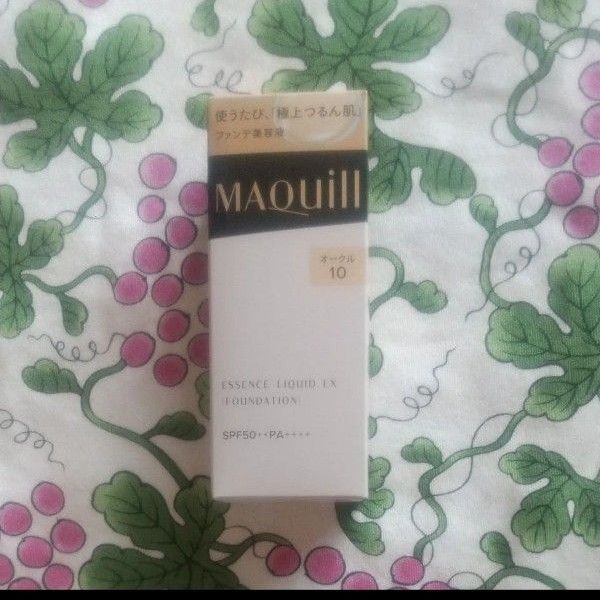 使うたび、「極上つるん肌」
ファンデ美容液
MAQuill
オークル
10
ESSENCE LIQUID EX
(FOUNDATION)
SPF50+・PA++++